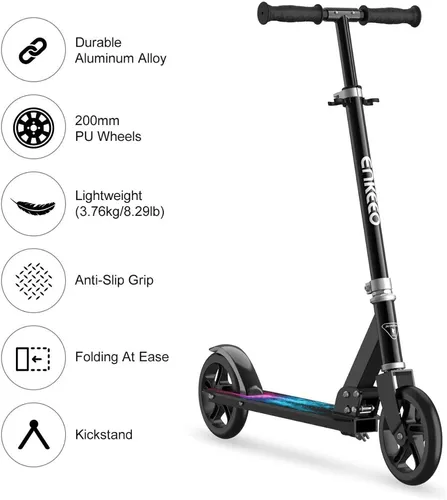 Durable
Aluminum Alloy
200mm
PU Wheels
Lightweight
(3.76kg/8.29lb)
Anti-Slip Grip
Folding At Ease
Kickstand
ENKEEO